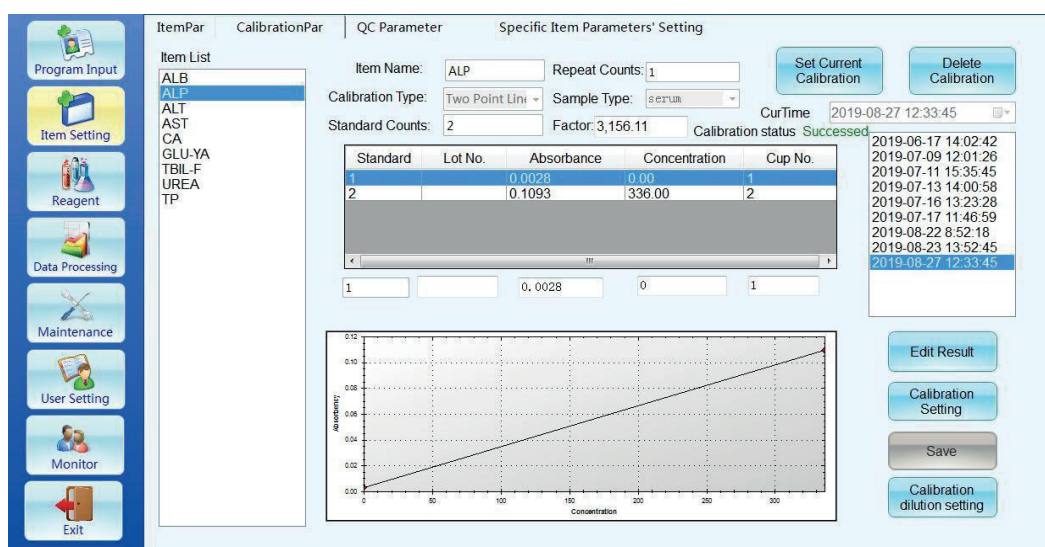 ItemPar CalibrationPar QC Parameter Specific Item Parameters' Setting
Program Input
Item Setting
Reagent
Data Processing
Maintenance
User Setting
Monitor
Exit
Item List
ALB
ALP
ALT
AST
CA
GLU-YA
TBIL-F
UREA
TP
Item Name: ALP Repeat Counts: 1
Calibration Type: Two Point Line Sample Type: serum
Standard Counts: 2 Factor: 3,156.11
Set Current
Calibration
Delete
Calibration
CurTime 2019-08-27 12:33:45
Calibration status Successed
2019-06-17 14:02:42
2019-07-09 12:01:26
2019-07-11 15:35:45
2019-07-13 14:00:58
2019-07-16 13:23:28
2019-07-17 11:46:59
2019-08-22 8:52:18
2019-08-23 13:52:45
2019-08-27 12:33:45
Standard Lot No. Absorbance Concentration Cup No.
1 0.0028 0.00 1
2 0.1093 336.00 2
1 0.0028 0 1
0.12
0.10
0.08
0.06
0.04
0.02
0.00
0 50 100 150 200 250 300
Concentration
Edit Result
Calibration
Setting
Save
Calibration
dilution setting